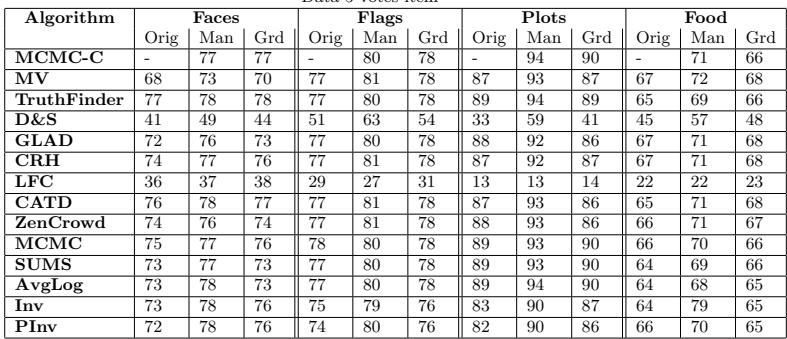 Data 5 votes item
Algorithm Faces Flags Plots Food
Orig Man Grd Orig Man Grd Orig Man Grd Orig Man Grd
MCMC-C - 77 77 - 80 78 - 94 90 - 71 66
MV 68 73 70 77 81 78 87 93 87 67 72 68
TruthFinder 77 78 78 77 80 78 89 94 89 65 69 66
D&S 41 49 44 51 63 54 33 59 41 45 57 48
GLAD 72 76 73 77 80 78 88 92 86 67 71 68
CRH 74 77 76 77 81 78 87 92 87 67 71 68
LFC 36 37 38 29 27 31 13 13 14 22 22 23
CATD 76 78 77 77 81 78 87 93 86 65 71 68
ZenCrowd 74 76 74 77 81 78 88 93 86 66 71 67
MCMC 75 77 76 78 80 78 89 93 90 66 70 66
SUMS 73 77 73 77 80 78 89 93 90 64 69 66
AvgLog 73 78 73 77 80 78 89 94 90 64 68 65
Inv 73 78 76 75 79 76 83 90 87 64 79 65
PInv 72 78 76 74 80 76 82 90 86 66 70 65